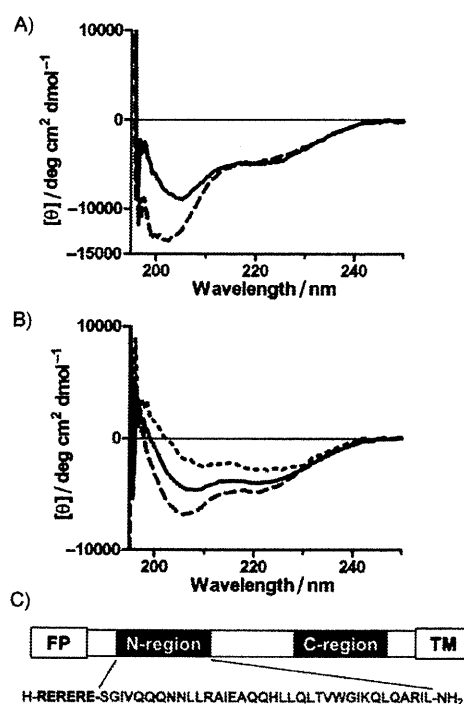 A)
10000
0
−10000
−15000
[θ] / deg cm² dmol⁻¹
200
220
240
Wavelength / nm
B)
10000
0
−10000
[θ] / deg cm² dmol⁻¹
200
220
240
Wavelength / nm
C)
FP N-region C-region TM
H-RERERE-SGIVQQQNNLLRAIEAQQHLLQLTVWGIKQLQARIL-NH₂